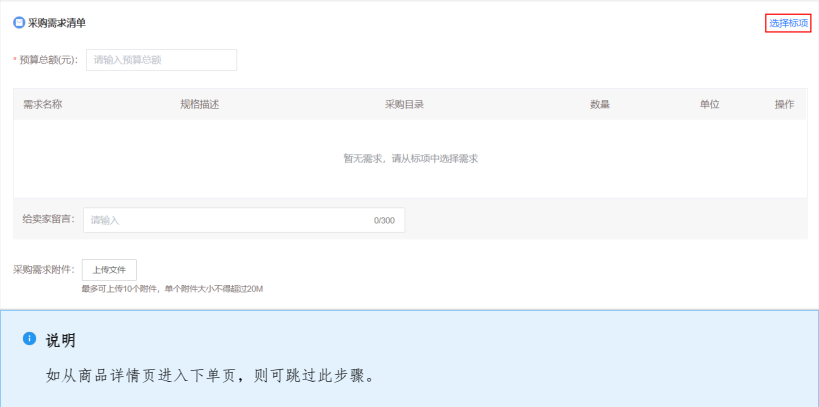 采购需求清单 选择标项
* 预算总额(元): 请输入预算总额
需求名称 规格描述 采购目录 数量 单位 操作
暂无需求，请从标项中选择需求
给卖家留言: 请输入 0/300
采购需求附件: 上传文件
最多可上传10个附件，单个附件大小不得超过20M
说明
如从商品详情页进入下单页，则可跳过此步骤。